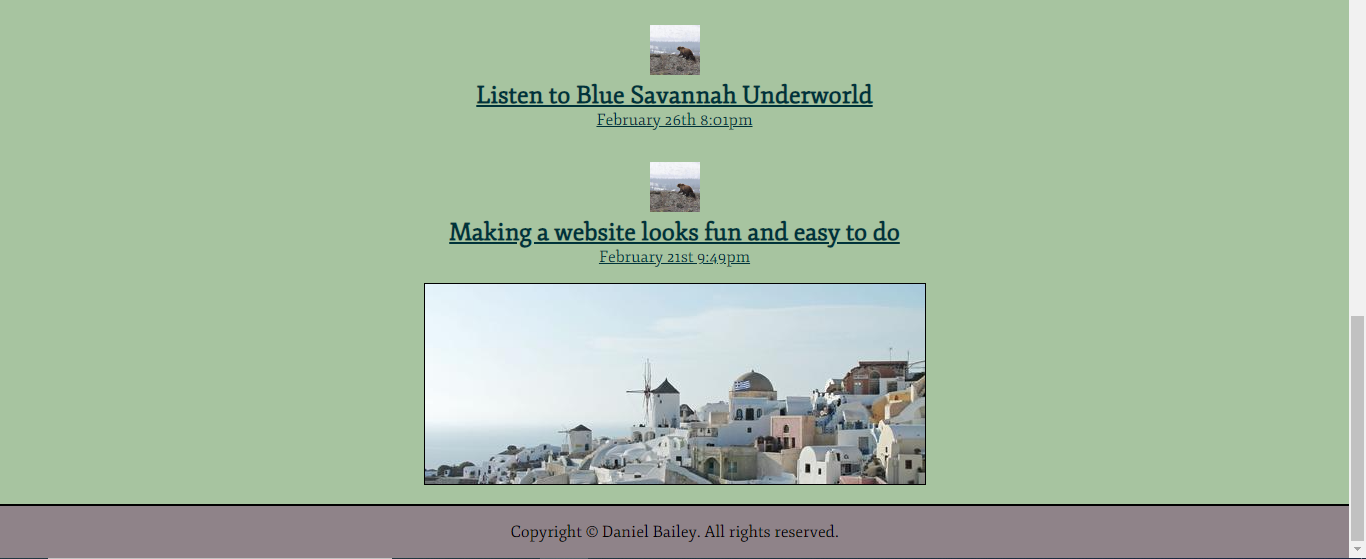 Listen to Blue Savannah Underworld
February 26th 8:01pm
Making a website looks fun and easy to do
February 21st 9:49pm
Copyright © Daniel Bailey. All rights reserved.